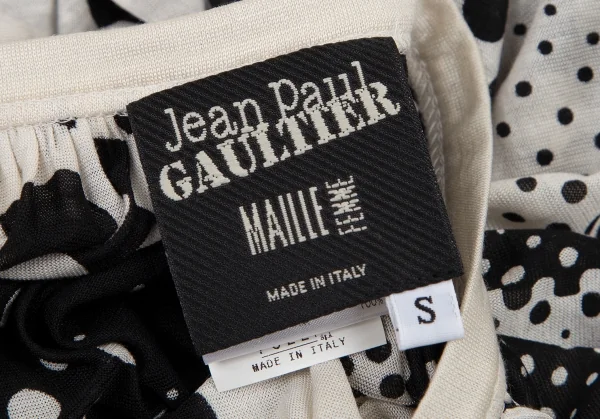 Jean Paul
GAULTIER
MAILLE
FEMME
MADE IN ITALY
S
MADE IN ITALY